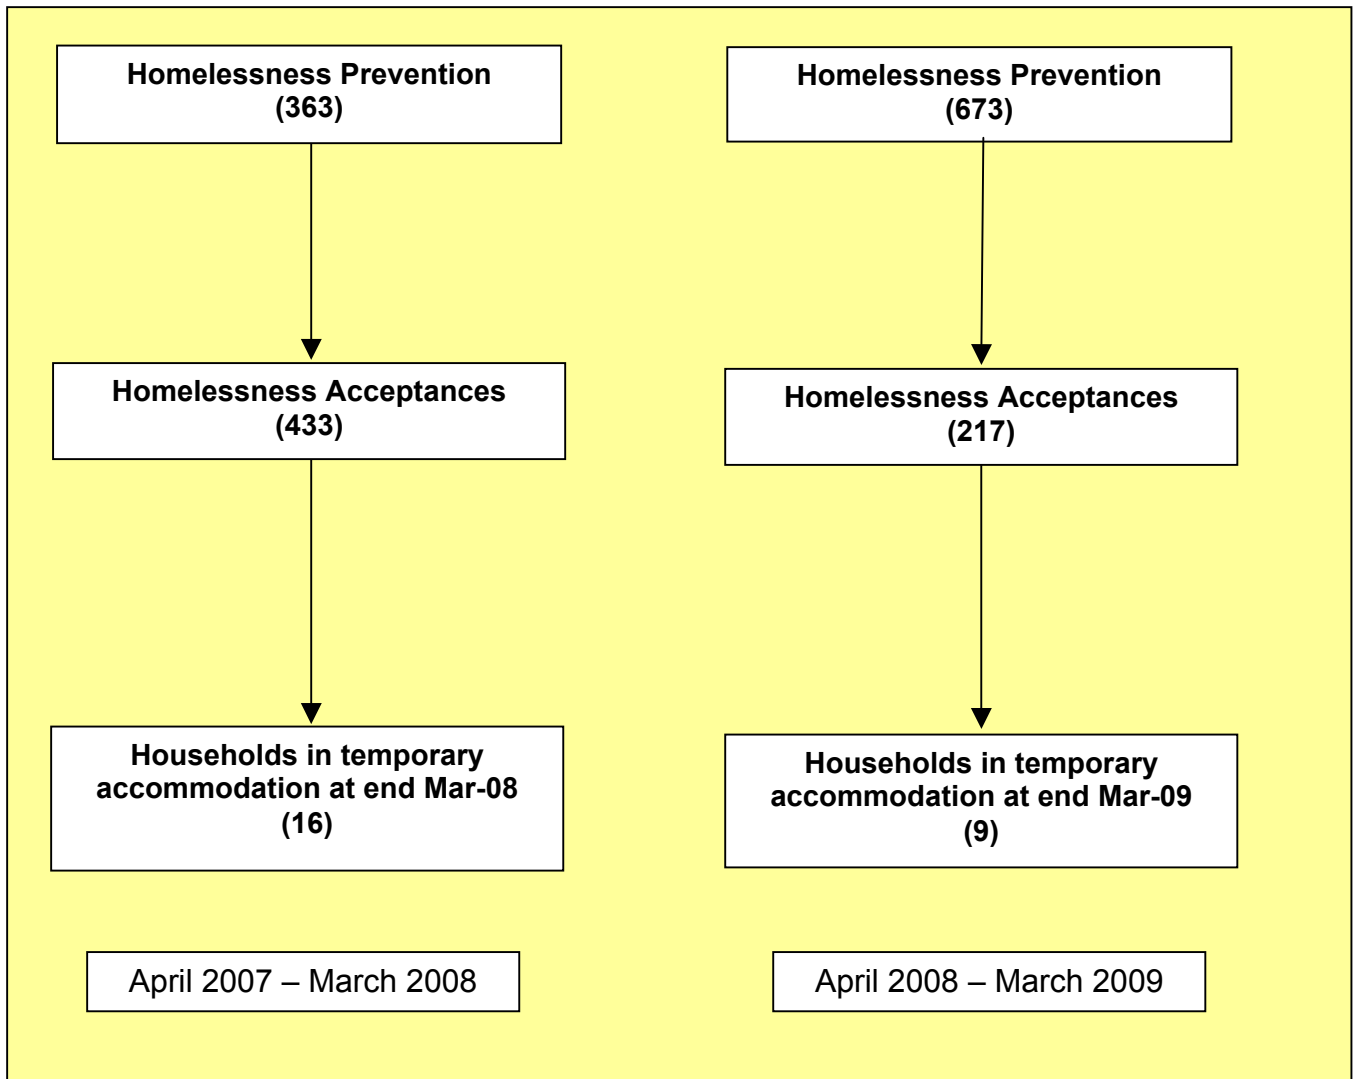 Homelessness Prevention
(363)
Homelessness Acceptances
(433)
Households in temporary
accommodation at end Mar-08
(16)
April 2007 – March 2008
Homelessness Prevention
(673)
Homelessness Acceptances
(217)
Households in temporary
accommodation at end Mar-09
(9)
April 2008 – March 2009